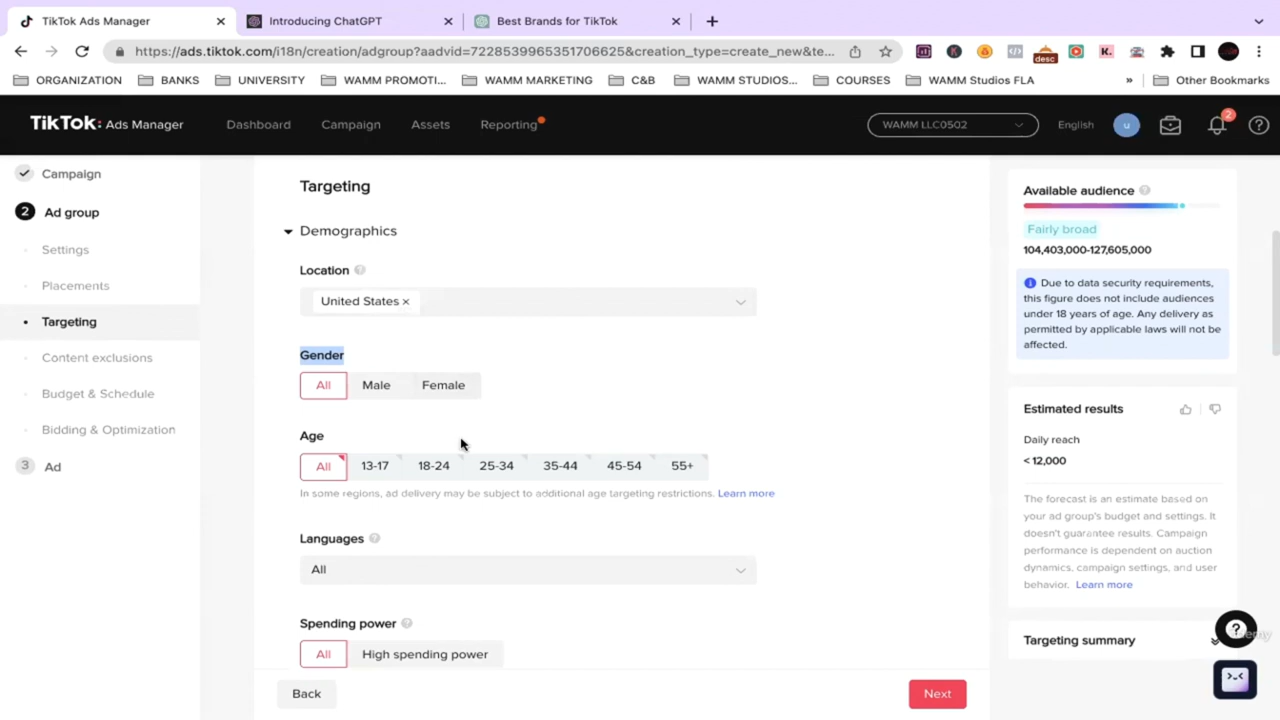 TikTok Ads Manager
Introducing ChatGPT
Best Brands for TikTok
https://ads.tiktok.com/i18n/creation/adgroup?aadvid=7228539965351706625&creation_type=create_new&te...
K.
desc
ORGANIZATION
BANKS
UNIVERSITY
WAMM PROMOTI...
WAMM MARKETING
C&B
WAMM STUDIOS...
COURSES
WAMM Studios FLA
»
Other Bookmarks
TikTok: Ads Manager
Dashboard
Campaign
Assets
Reporting
WAMM LLC0502
English
u
2
Campaign
2 Ad group
Settings
Placements
Targeting
Content exclusions
Budget & Schedule
Bidding & Optimization
3 Ad
Targeting
Demographics
Location
United States ×
Gender
All Male Female
Age
All 13-17 18-24 25-34 35-44 45-54 55+
In some regions, ad delivery may be subject to additional age targeting restrictions. Learn more
Languages
All
Spending power
All High spending power
Back
Next
Available audience
Fairly broad
104,403,000-127,605,000
Due to data security requirements,
this figure does not include audiences
under 18 years of age. Any delivery as
permitted by applicable laws will not be
affected.
Estimated results
Daily reach
< 12,000
The forecast is an estimate based on
your ad group's budget and settings. It
doesn't guarantee results. Campaign
performance is dependent on auction
dynamics, campaign settings, and user
behavior. Learn more
Targeting summary